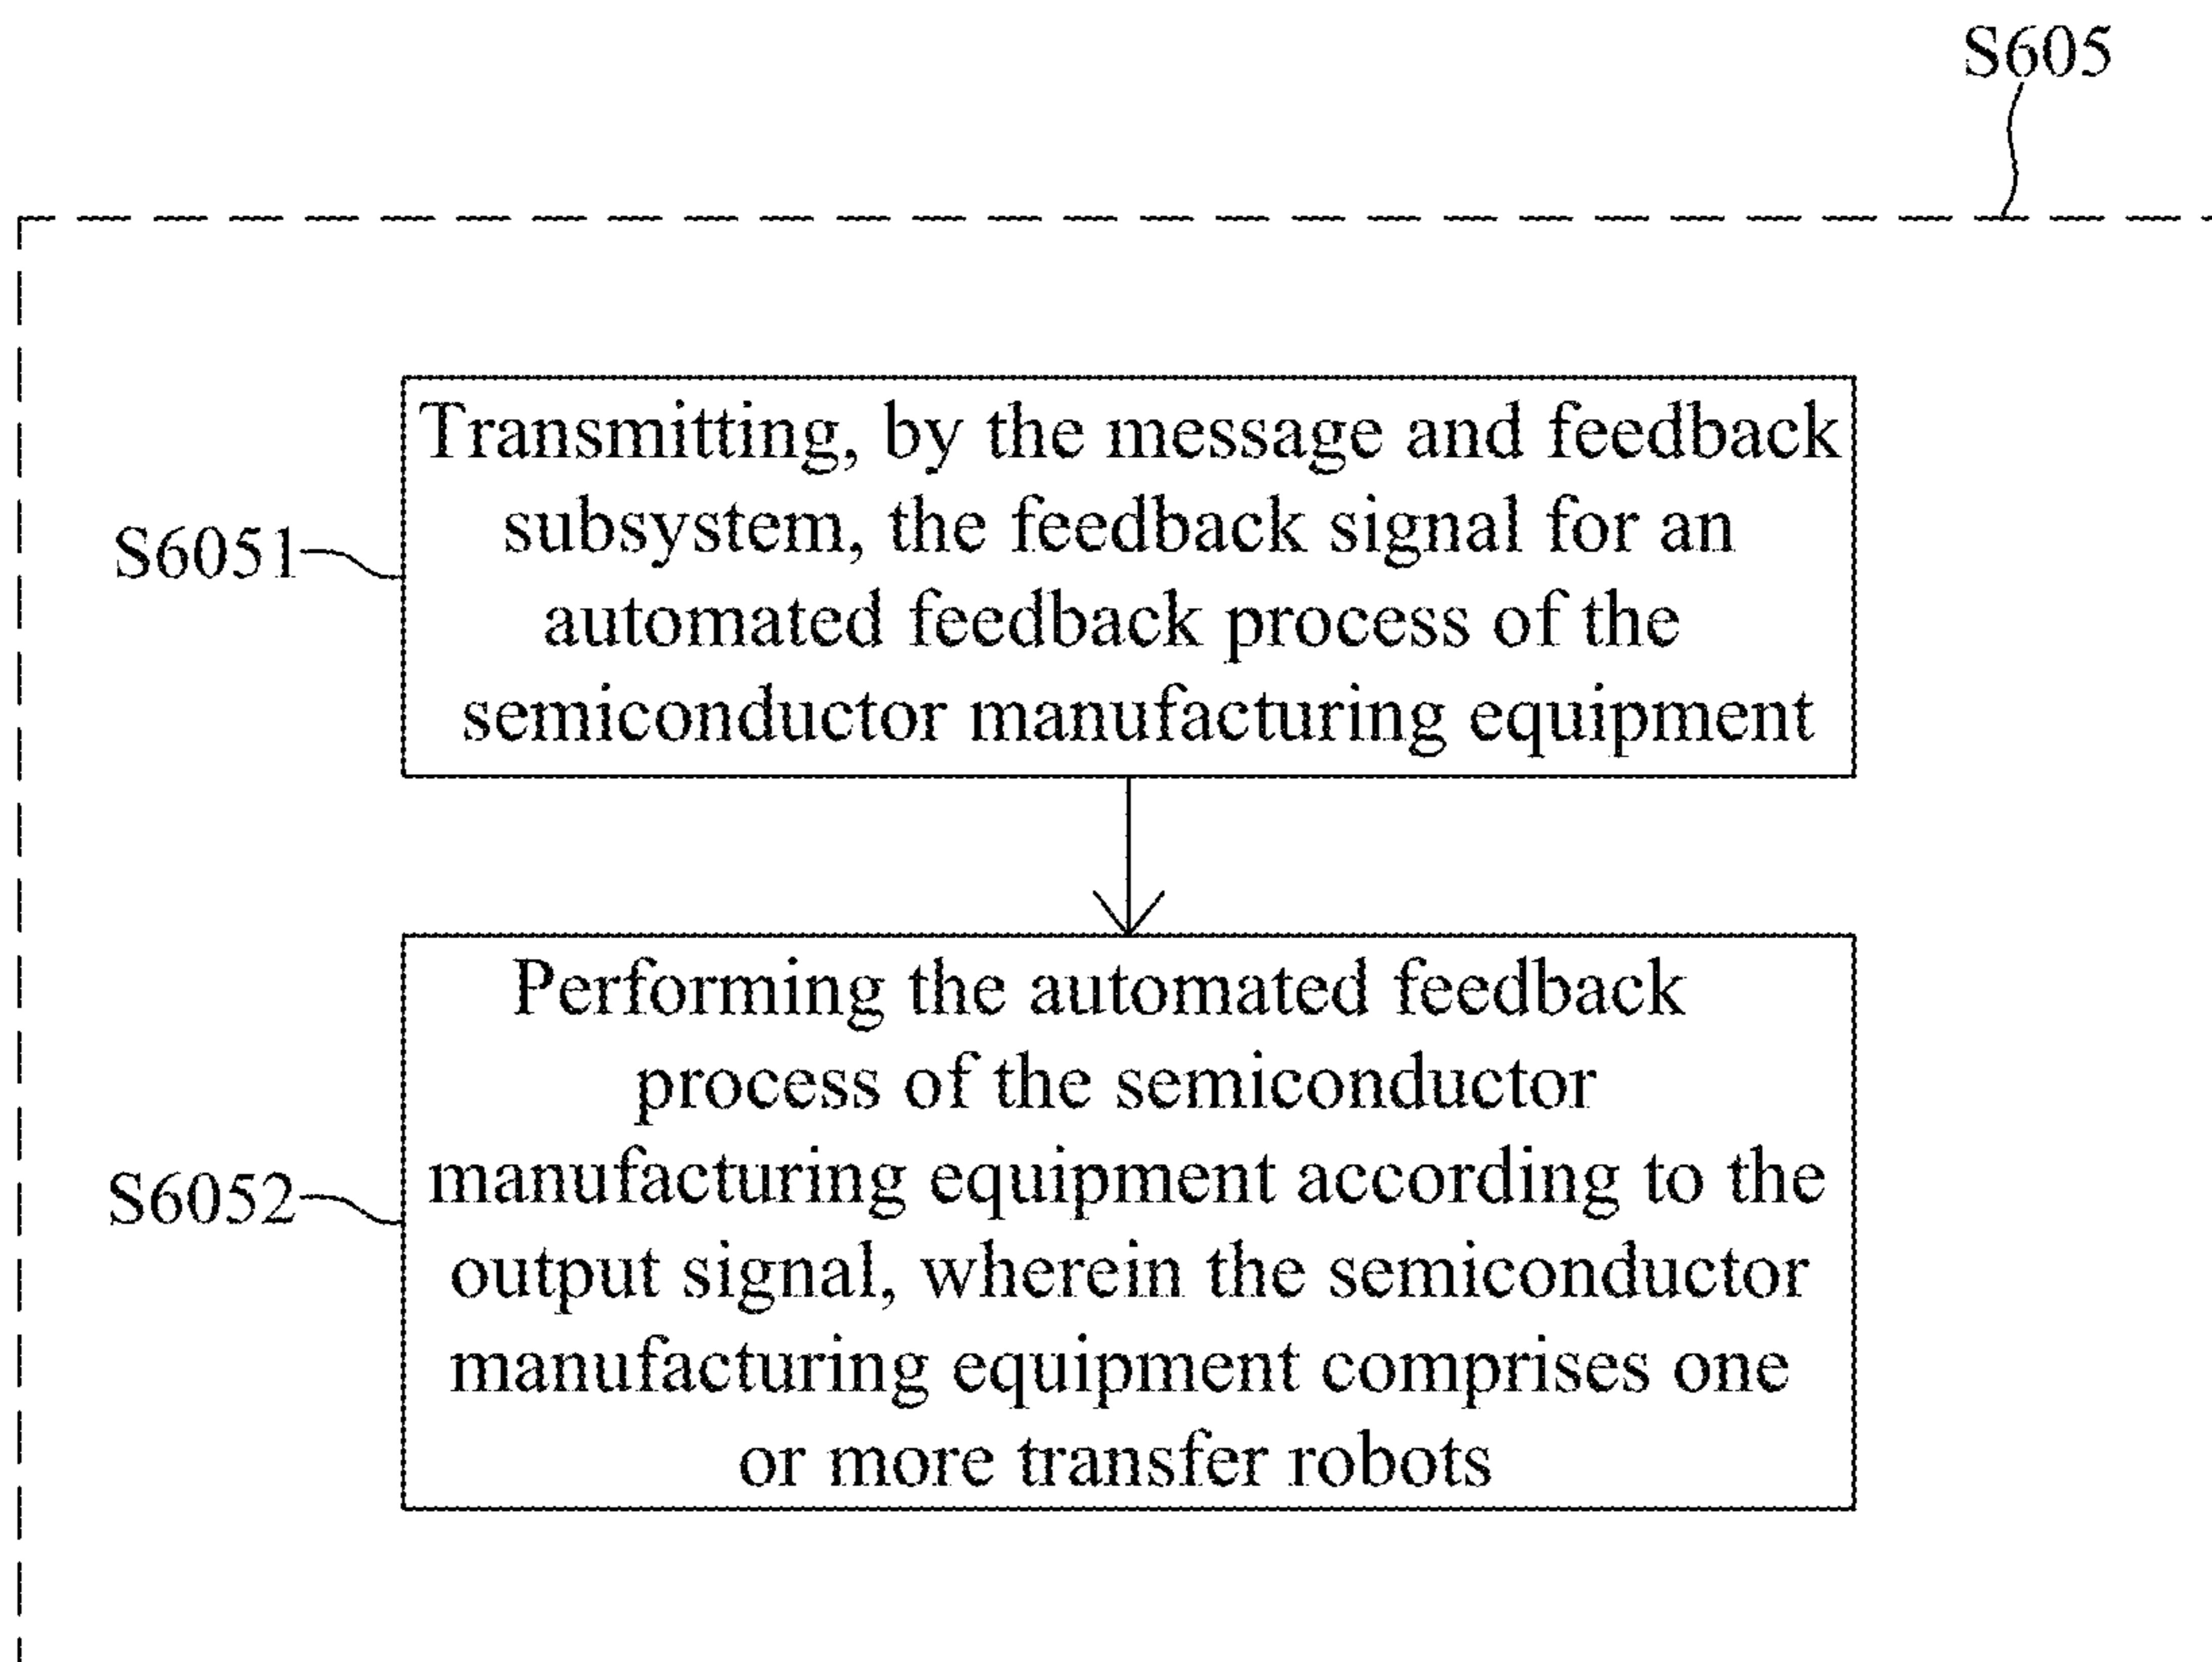 S605
Transmitting, by the message and feedback
subsystem, the feedback signal for an
automated feedback process of the
semiconductor manufacturing equipment
S6051
Performing the automated feedback
process of the semiconductor
manufacturing equipment according to the
output signal, wherein the semiconductor
manufacturing equipment comprises one
or more transfer robots
S6052